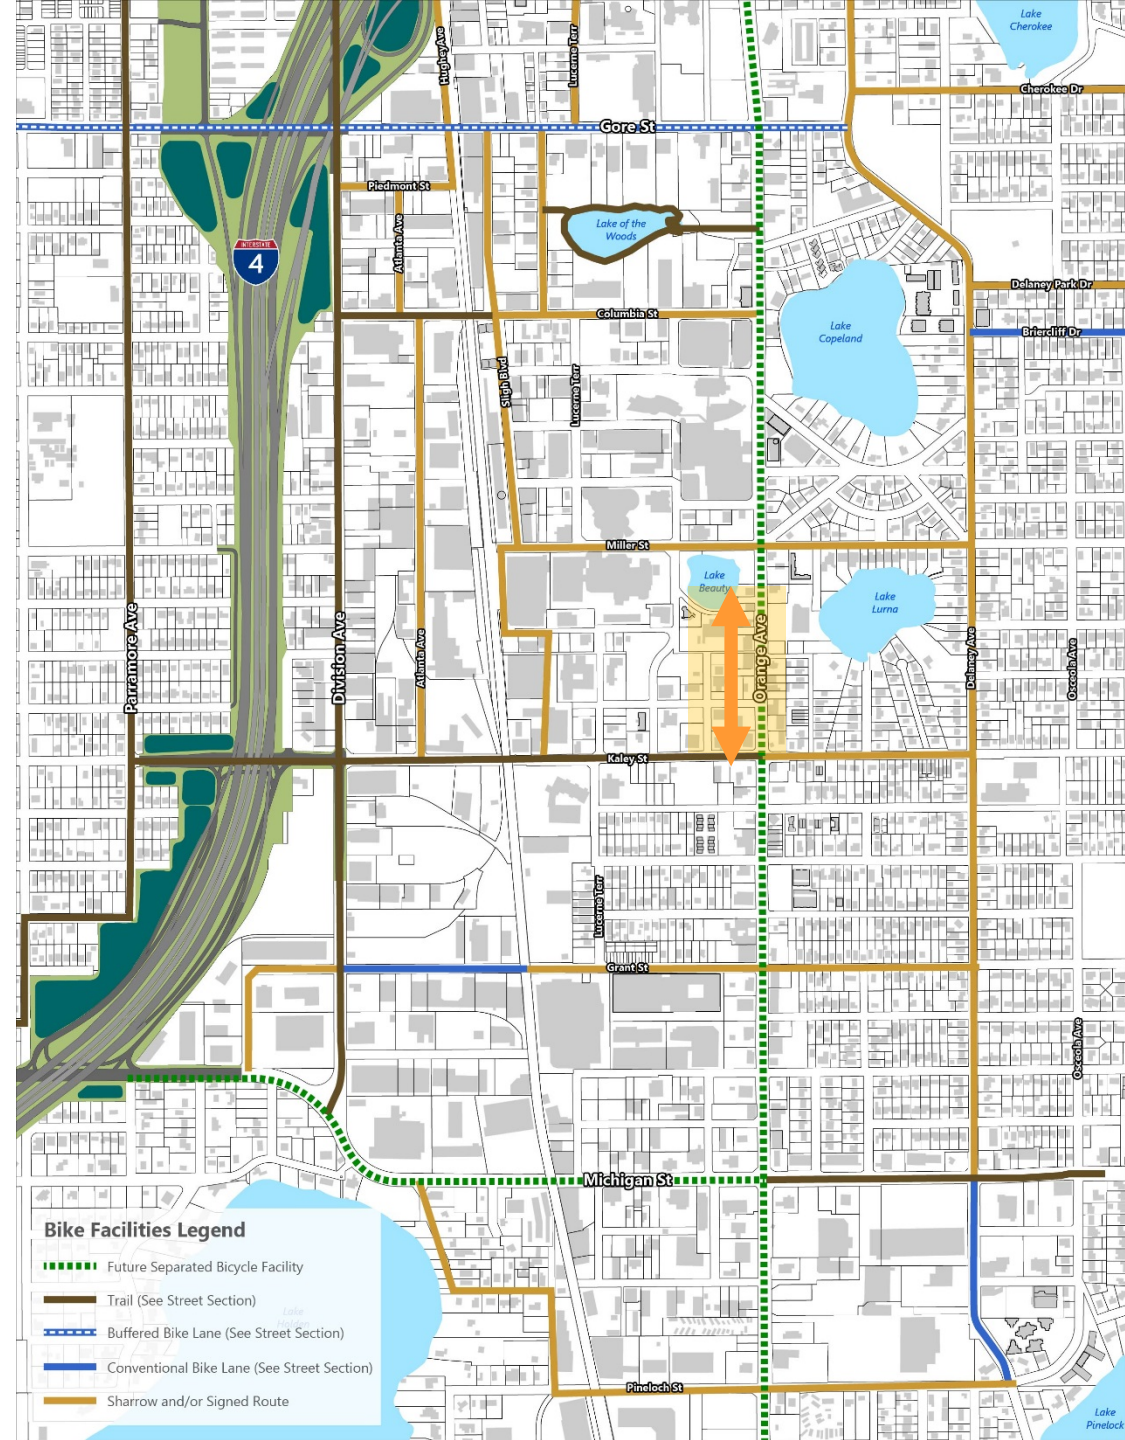 Lake
Cherokee
Hughey Ave
Lucerne Terr
Cherokee Dr
Gore St
Piedmont St
Atlanta Ave
Lake of the
Woods
INTERSTATE
4
Delaney Park Dr
Columbia St
Briercliff Dr
Lake
Copeland
Sligh Blvd
Lucerne Terr
Miller St
Lake
Beauty
Lake
Lurna
Parramore Ave
Division Ave
Atlanta Ave
Orange Ave
Delaney Ave
Osceola Ave
Kaley St
Lucerne Terr
Grant St
Osceola Ave
Michigan St
Bike Facilities Legend
Future Separated Bicycle Facility
Trail (See Street Section)
Lake
Holden
Buffered Bike Lane (See Street Section)
Conventional Bike Lane (See Street Section)
Sharrow and/or Signed Route
Pineloch St
Lake
Pineloch